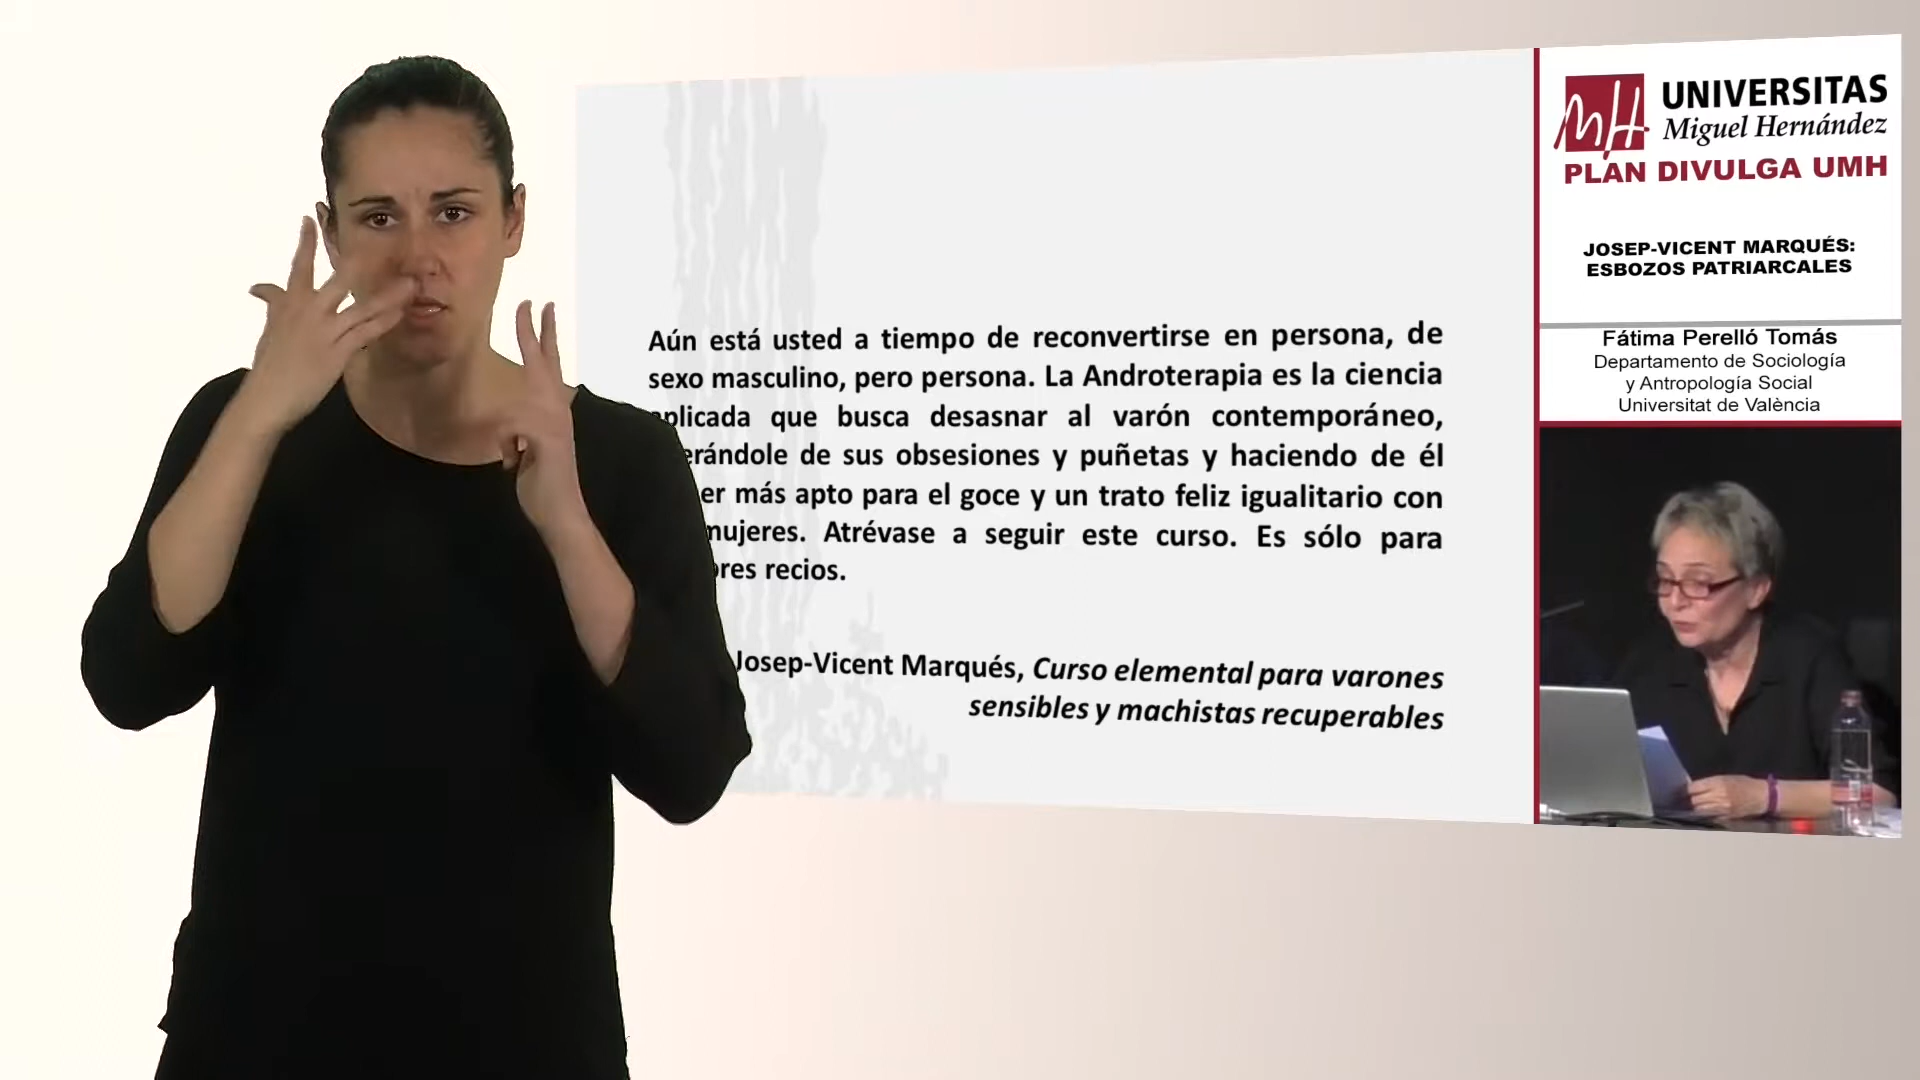 Aún está usted a tiempo de reconvertirse en persona, de
sexo masculino, pero persona. La Androterapia es la ciencia
que busca desasnar al varón contemporáneo,
de sus obsesiones y puñetas y haciendo de él
más apto para el goce y un trato feliz igualitario con
mujeres. Atrévase a seguir este curso. Es sólo para
recios.
Josep-Vicent Marqués, Curso elemental para varones
sensibles y machistas recuperables
UNIVERSITAS
Miguel Hernández
PLAN DIVULGA UMH
JOSEP-VICENT MARQUÉS:
ESBOZOS PATRIARCALES
Fátima Perelló Tomás
Departamento de Sociología
y Antropología Social
Universitat de València